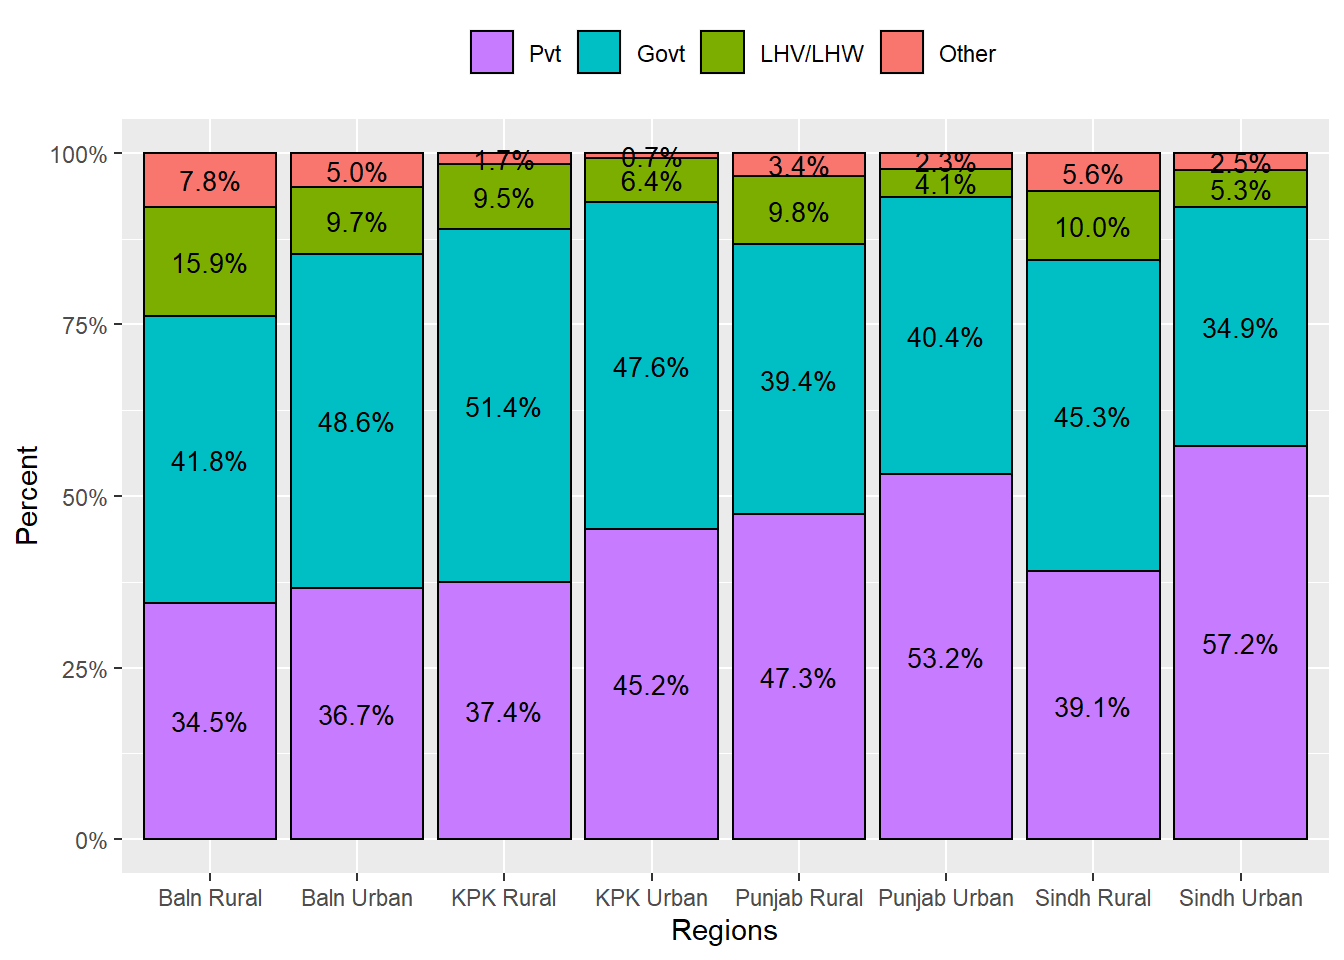 Pvt Govt LHV/LHW Other
100%
75%
50%
25%
0%
Percent
7.8% 5.0% 1.7% 0.7% 3.4% 2.3% 5.6% 2.5%
15.9% 9.7% 9.5% 6.4% 9.8% 4.1% 10.0% 5.3%
41.8% 48.6% 51.4% 47.6% 39.4% 40.4% 45.3% 34.9%
34.5% 36.7% 37.4% 45.2% 47.3% 53.2% 39.1% 57.2%
Baln Rural Baln Urban KPK Rural KPK Urban Punjab Rural Punjab Urban Sindh Rural Sindh Urban
Regions